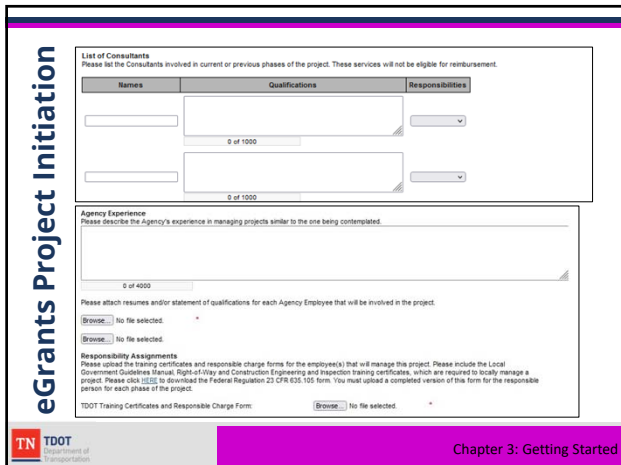 eGrants Project Initiation
List of Consultants
Please list the Consultants involved in current or previous phases of the project. These services will not be eligible for reimbursement.
Names Qualifications Responsibilities
0 of 1000
0 of 1000
Agency Experience
Please describe the Agency's experience in managing projects similar to the one being contemplated.
0 of 4000
Please attach resumes and/or statement of qualifications for each Agency Employee that will be involved in the project.
Browse... No file selected. *
Browse... No file selected.
Responsibility Assignments
Please upload the training certificates and responsible charge forms for the employee(s) that will manage this project. Please include the Local
Government Guidelines Manual, Right-of-Way and Construction Engineering and Inspection training certificates, which are required to locally manage a
project. Please click HERE to download the Federal Regulation 23 CFR 635.105 form. You must upload a completed version of this form for the responsible
person for each phase of the project.
TDOT Training Certificates and Responsible Charge Form: Browse... No file selected. *
TN TDOT
Department of
Transportation
Chapter 3: Getting Started